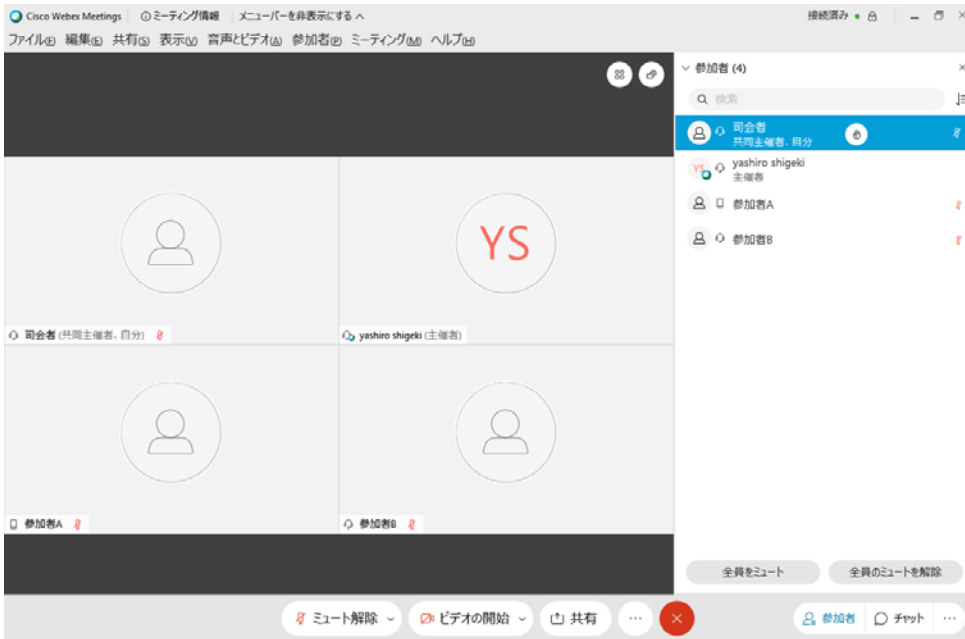 Cisco Webex Meetings ミーティング情報 メニューバーを非表示にする 接続済み
ファイル(F) 編集(E) 共有(S) 表示(V) 音声とビデオ(A) 参加者(P) ミーティング(M) ヘルプ(H)
参加者 (4)
検索
司会者
共同主催者、自分
YS
yashiro shigeki
主催者
参加者A
参加者B
YS
司会者 (共同主催者、自分)
yashiro shigeki (主催者)
参加者A
参加者B
全員をミュート 全員のミュートを解除
ミュート解除 ビデオの開始 共有 参加者 チャット